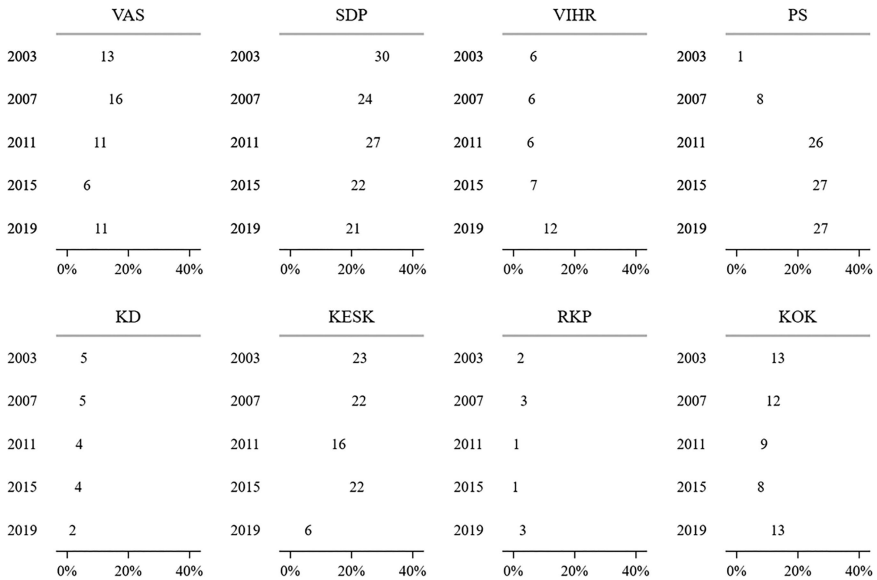 VAS SDP VIHR PS
2003 13 2003 30 2003 6 2003 1
2007 16 2007 24 2007 6 2007 8
2011 11 2011 27 2011 6 2011 26
2015 6 2015 22 2015 7 2015 27
2019 11 2019 21 2019 12 2019 27
0% 20% 40% 0% 20% 40% 0% 20% 40% 0% 20% 40%
KD KESK RKP KOK
2003 5 2003 23 2003 2 2003 13
2007 5 2007 22 2007 3 2007 12
2011 4 2011 16 2011 1 2011 9
2015 4 2015 22 2015 1 2015 8
2019 2 2019 6 2019 3 2019 13
0% 20% 40% 0% 20% 40% 0% 20% 40% 0% 20% 40%